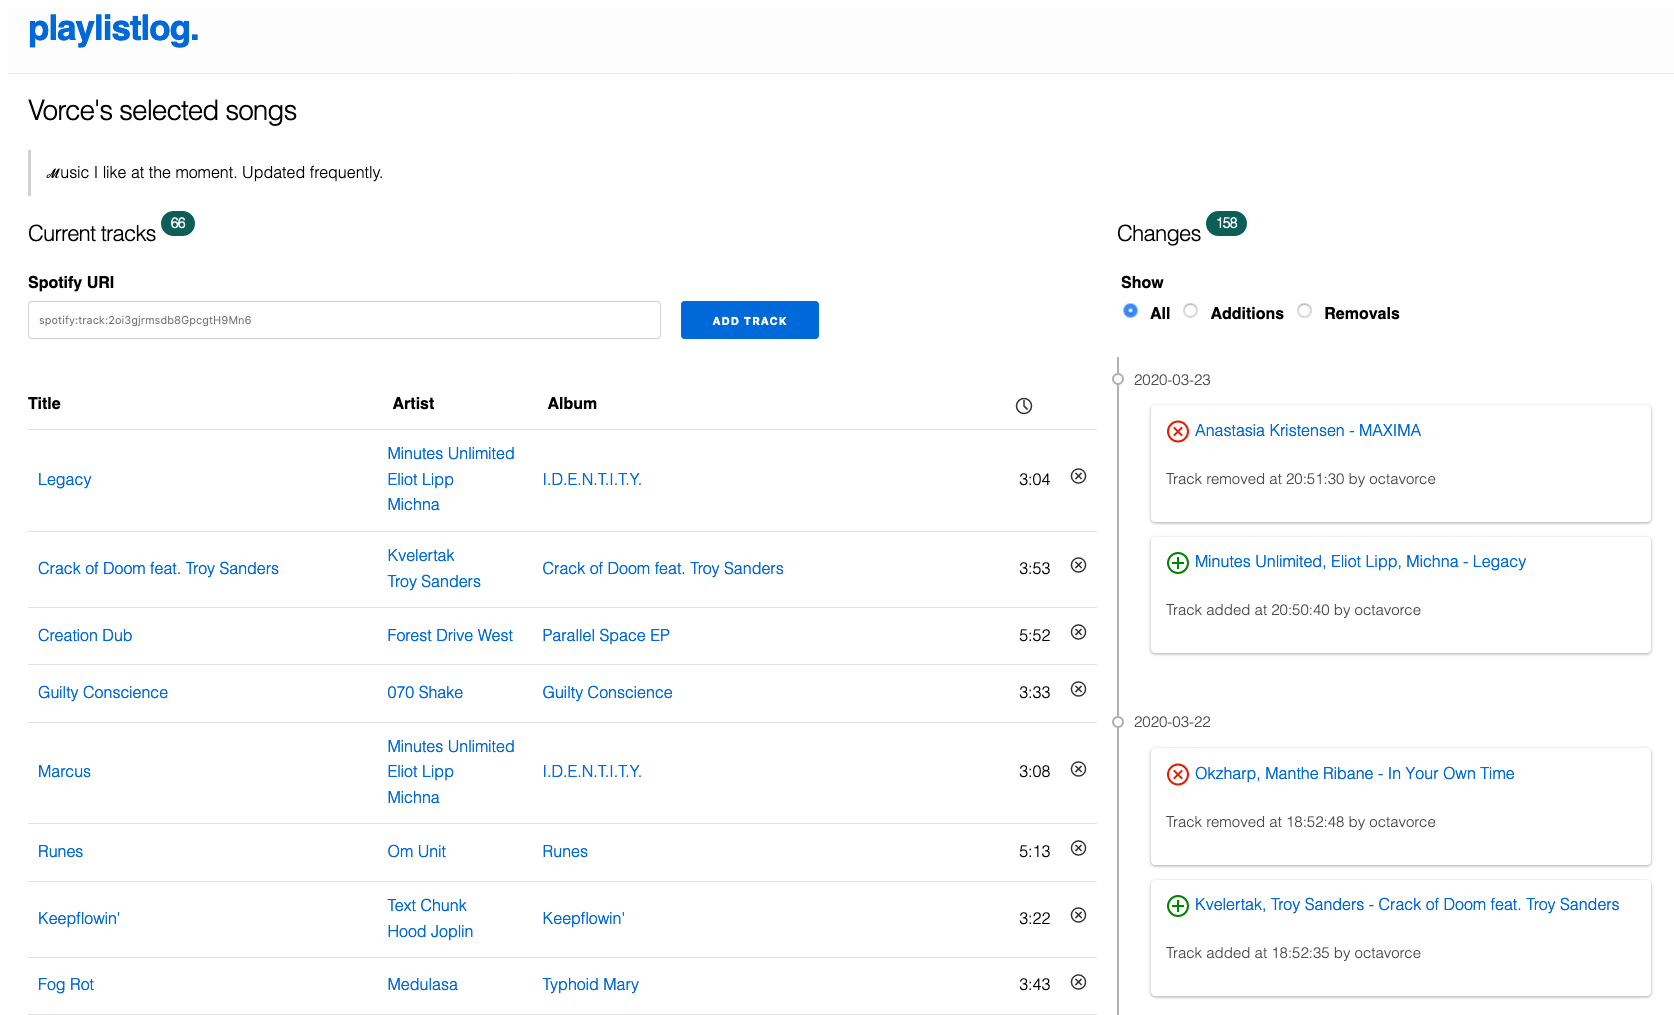 playlistlog.
Vorce's selected songs
𝓜usic I like at the moment. Updated frequently.
Current tracks 66
Spotify URI
spotify:track:2oi3gjrmsdb8GpcgtH9Mn6
ADD TRACK
Title Artist Album
Legacy
Minutes Unlimited
Eliot Lipp
Michna
I.D.E.N.T.I.T.Y.
3:04
Crack of Doom feat. Troy Sanders
Kvelertak
Troy Sanders
Crack of Doom feat. Troy Sanders
3:53
Creation Dub Forest Drive West Parallel Space EP 5:52
Guilty Conscience 070 Shake Guilty Conscience 3:33
Marcus
Minutes Unlimited
Eliot Lipp
Michna
I.D.E.N.T.I.T.Y.
3:08
Runes Om Unit Runes 5:13
Keepflowin'
Text Chunk
Hood Joplin
Keepflowin'
3:22
Fog Rot Medulasa Typhoid Mary 3:43
Changes 158
Show
All Additions Removals
2020-03-23
Anastasia Kristensen - MAXIMA
Track removed at 20:51:30 by octavorce
Minutes Unlimited, Eliot Lipp, Michna - Legacy
Track added at 20:50:40 by octavorce
2020-03-22
Okzharp, Manthe Ribane - In Your Own Time
Track removed at 18:52:48 by octavorce
Kvelertak, Troy Sanders - Crack of Doom feat. Troy Sanders
Track added at 18:52:35 by octavorce